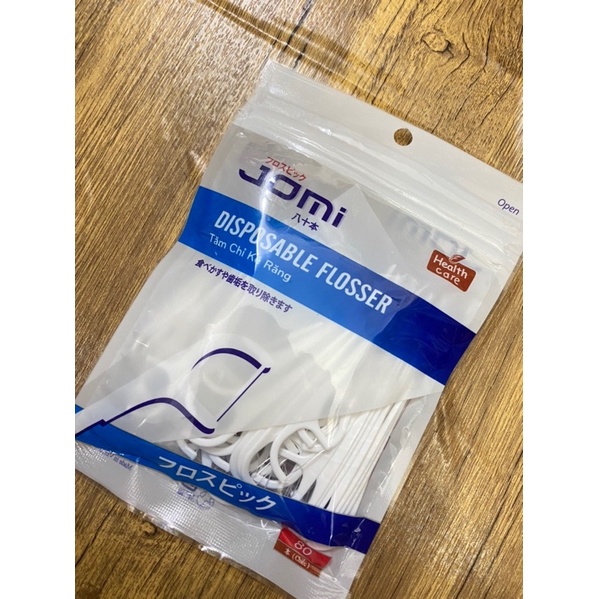 Open
フロスピック
Jomi
八十本
DISPOSABLE FLOSSER
Tăm Chỉ Kẽ Răng
食べかすや歯垢を取り除きます
Health
care
フロスピック
80